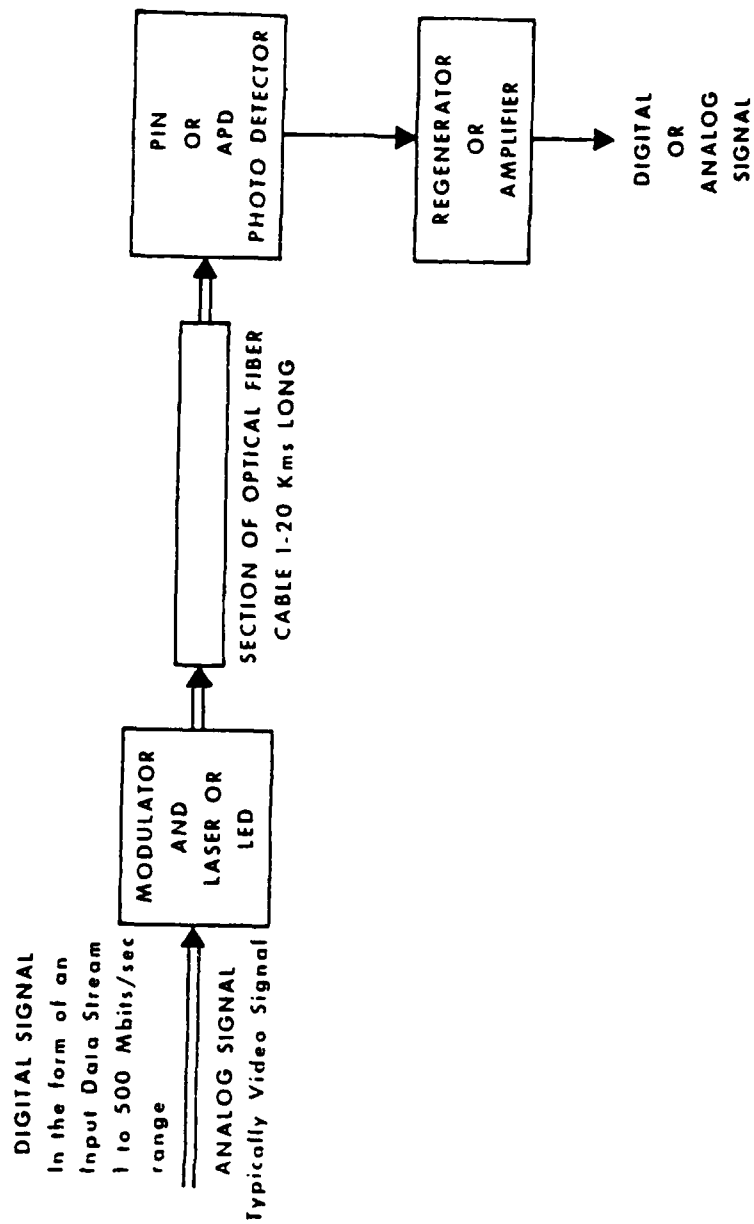 DIGITAL SIGNAL
In the form of an
Input Data Stream
1 to 500 Mbits/sec
range
ANALOG SIGNAL
Typically Video Signal
MODULATOR
AND
LASER OR
LED
SECTION OF OPTICAL FIBER
CABLE 1-20 Kms LONG
PIN
OR
APD
PHOTO DETECTOR
REGENERATOR
OR
AMPLIFIER
DIGITAL
OR
ANALOG
SIGNAL